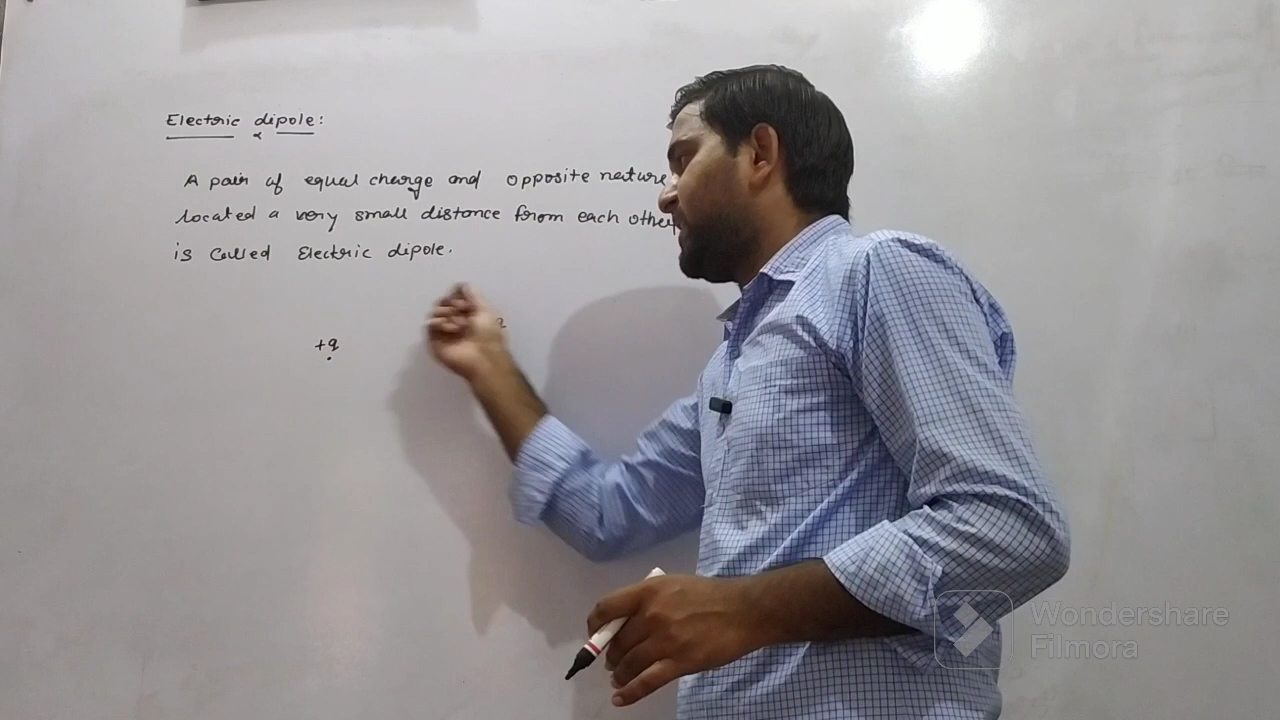 Electric dipole:
A pair of equal charge and opposite nature
located a very small distance from each other
is called Electric dipole.
+q
Wondershare
Filmora